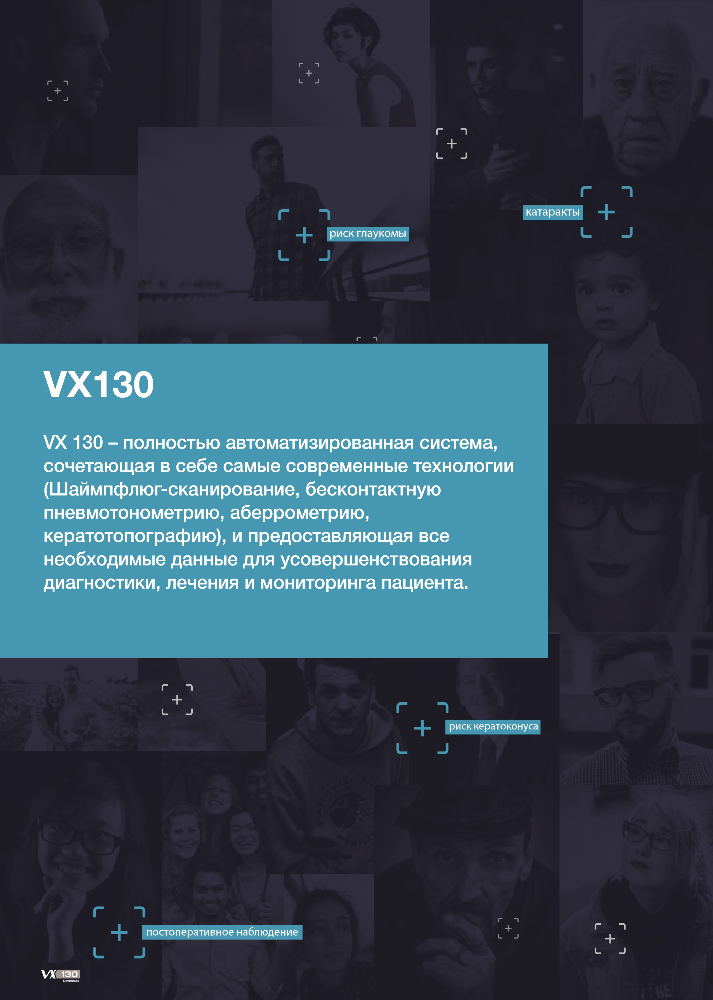 катаракты
риск глаукомы
VX130
VX 130 – полностью автоматизированная система,
сочетающая в себе самые современные технологии
(Шаймпфлюг-сканирование, бесконтактную
пневмотонометрию, аберрометрию,
кератотопографию), и предоставляющая все
необходимые данные для усовершенствования
диагностики, лечения и мониторинга пациента.
риск кератоконуса
постоперативное наблюдение
VX 130
Diagnostic